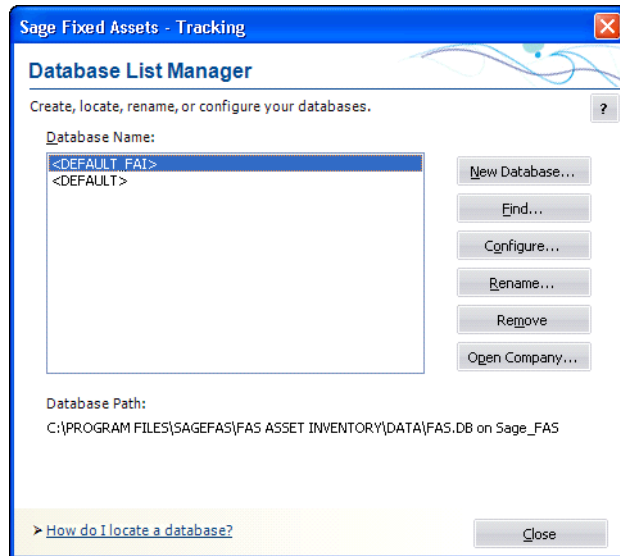 Sage Fixed Assets - Tracking
Database List Manager
Create, locate, rename, or configure your databases.
?
Database Name:
<DEFAULT_FAI>
<DEFAULT>
New Database...
Find...
Configure...
Rename...
Remove
Open Company...
Database Path:
C:\PROGRAM FILES\SAGEFAS\FAS ASSET INVENTORY\DATA\FAS.DB on Sage_FAS
➤ How do I locate a database?
Close